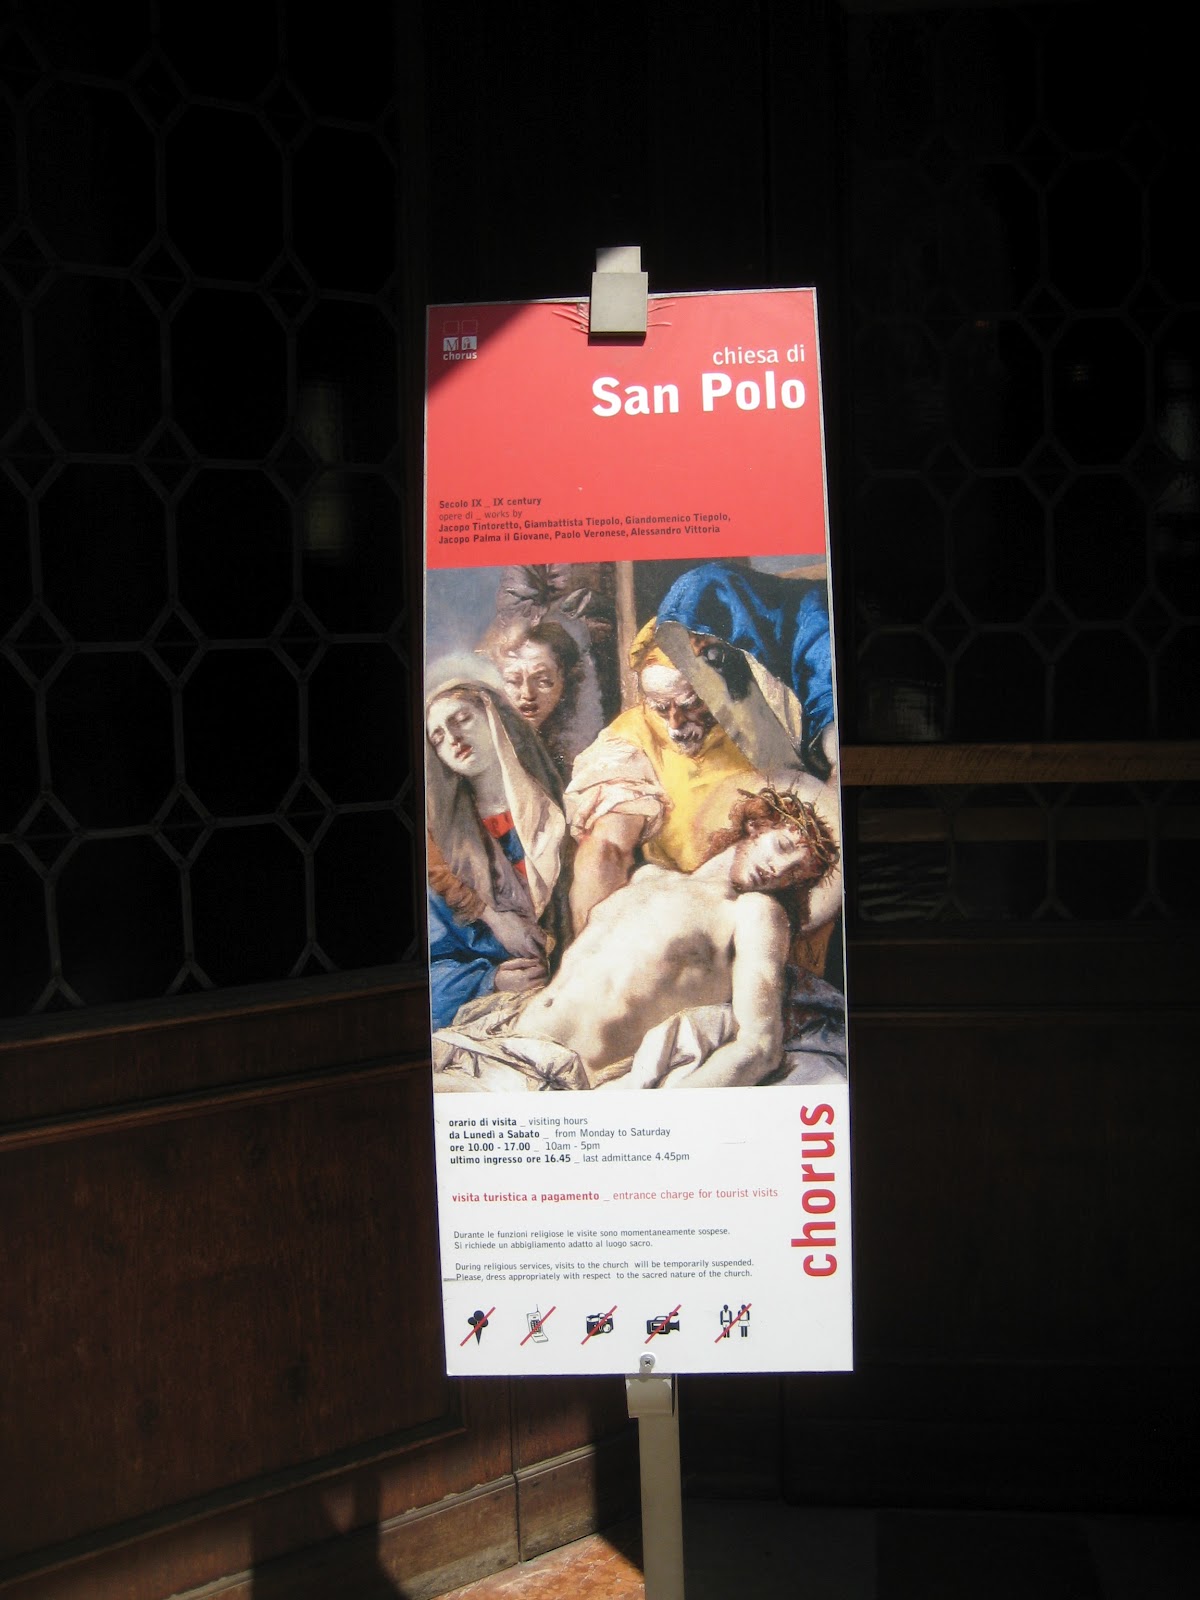 M
chorus
chiesa di
San Polo
Secolo IX _ IX century
opere di _ works by
Jacopo Tintoretto, Giambattista Tiepolo, Giandomenico Tiepolo,
Jacopo Palma il Giovane, Paolo Veronese, Alessandro Vittoria
orario di visita _ visiting hours
da Lunedì a Sabato _ from Monday to Saturday
ore 10.00 - 17.00 _ 10am - 5pm
ultimo ingresso ore 16.45 _ last admittance 4.45pm
visita turistica a pagamento _ entrance charge for tourist visits
Durante le funzioni religiose le visite sono momentaneamente sospese.
Si richiede un abbigliamento adatto al luogo sacro.
During religious services, visits to the church will be temporarily suspended.
Please, dress appropriately with respect to the sacred nature of the church.
chorus